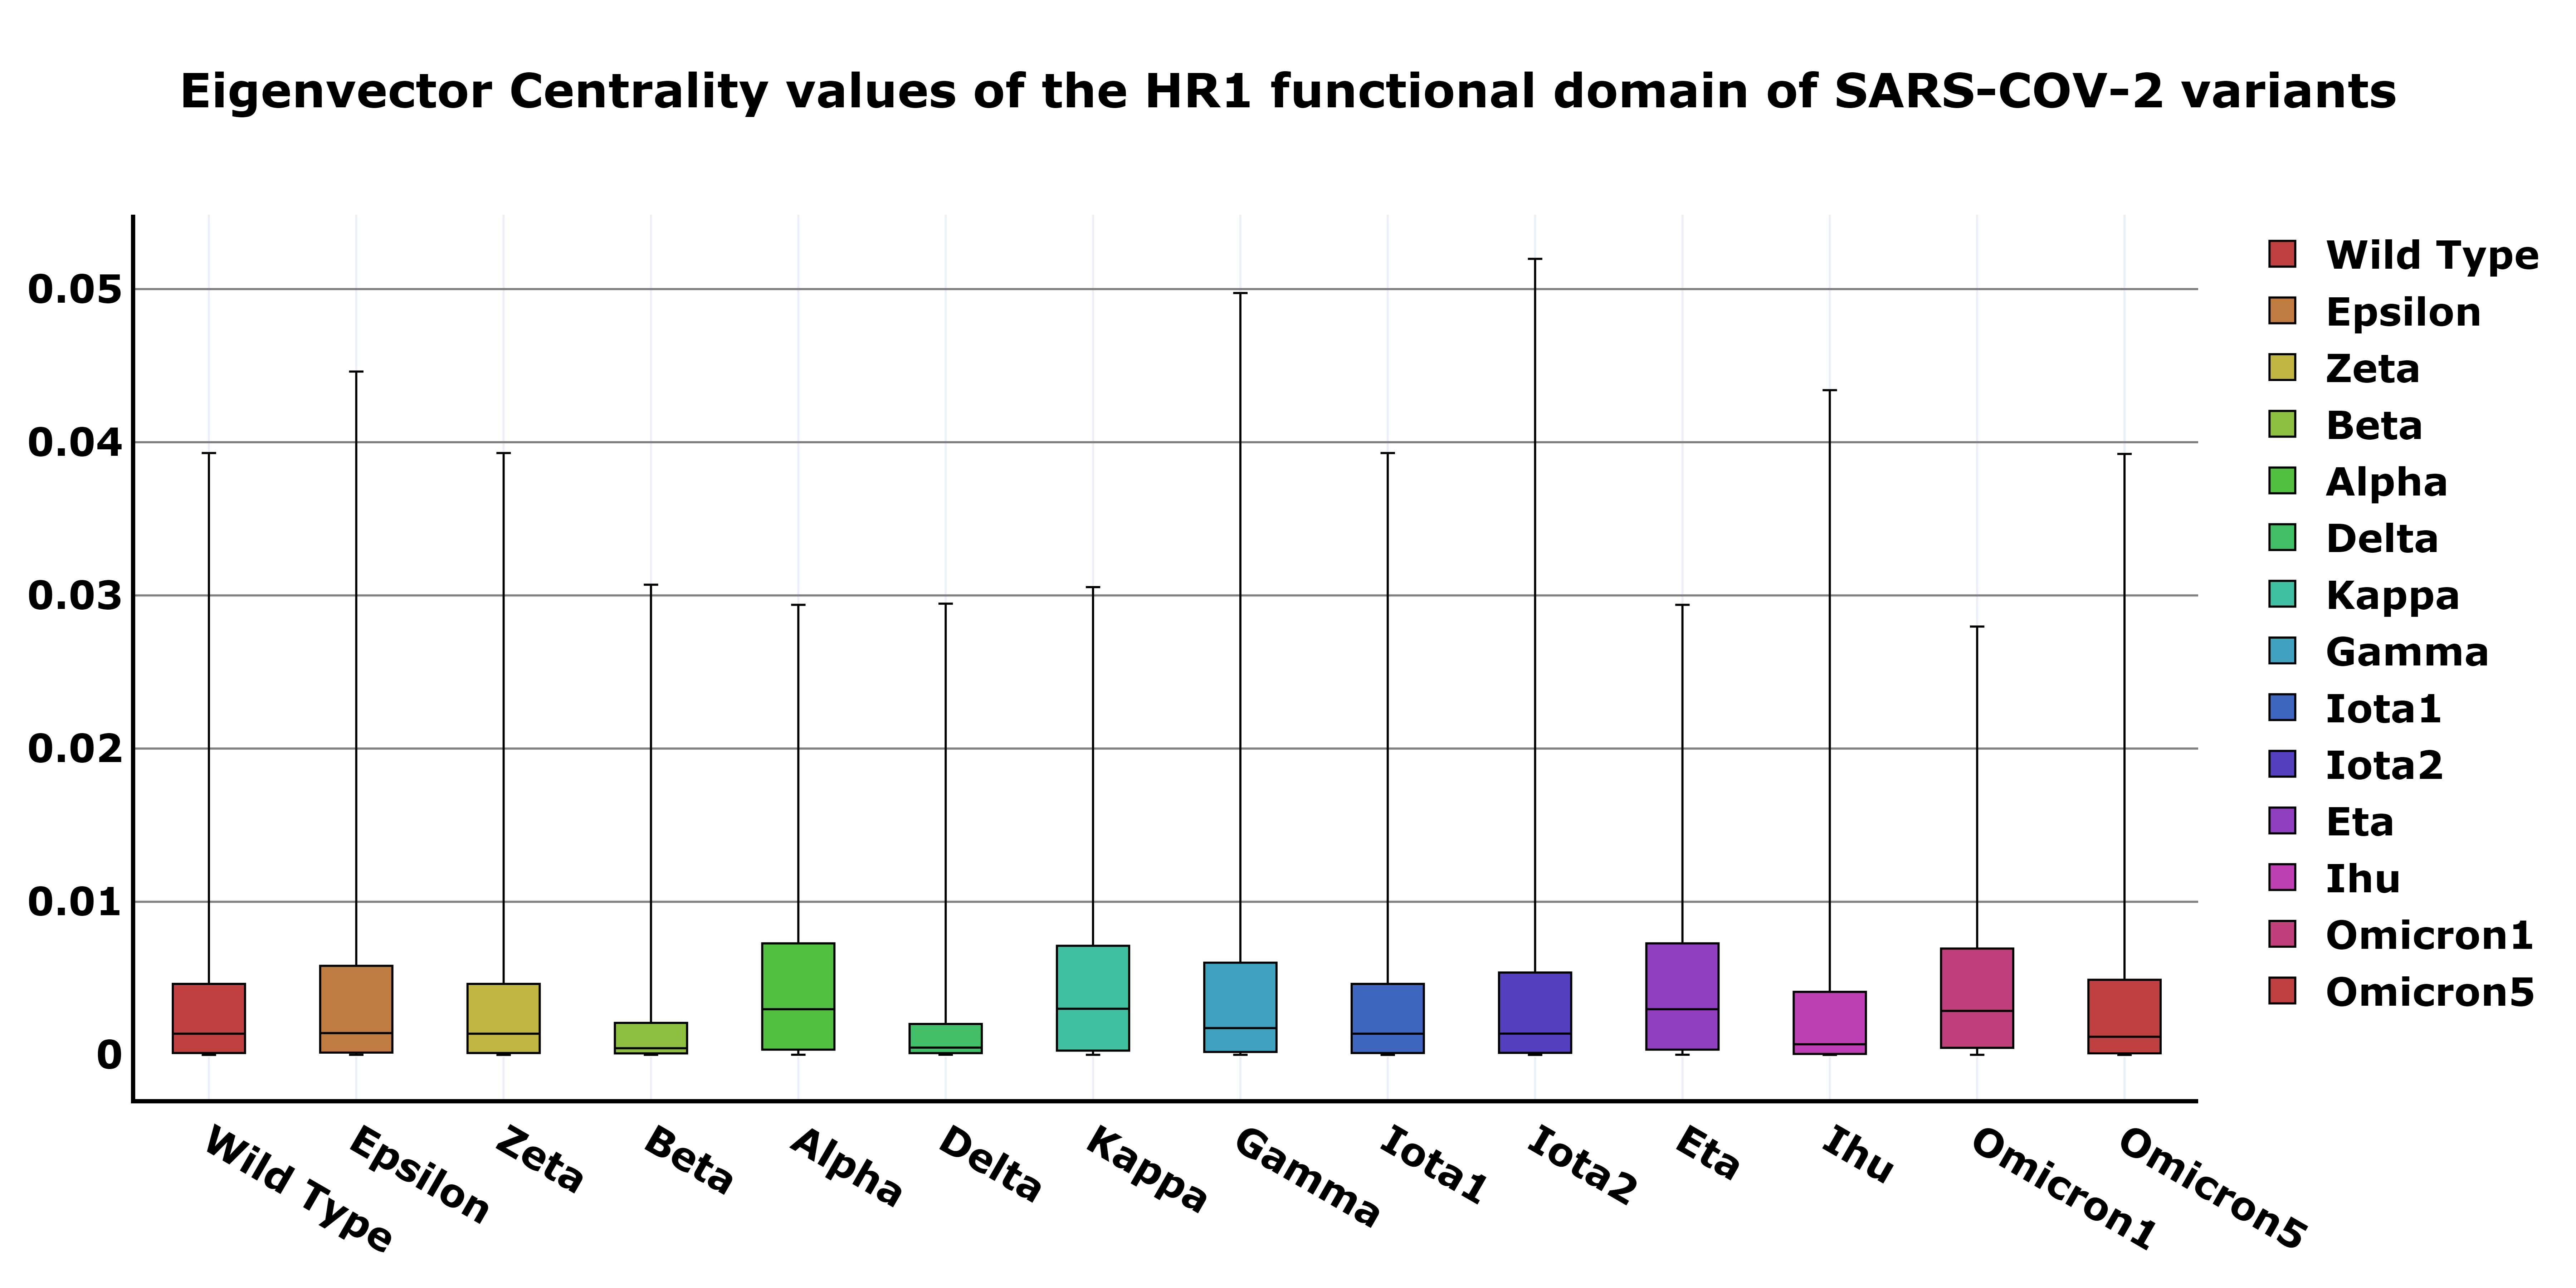 Eigenvector Centrality values of the HR1 functional domain of SARS-COV-2 variants
0.05
0.04
0.03
0.02
0.01
0
Wild Type
Epsilon
Zeta
Beta
Alpha
Delta
Kappa
Gamma
Iota1
Iota2
Eta
Ihu
Omicron1
Omicron5
Wild Type
Epsilon
Zeta
Beta
Alpha
Delta
Kappa
Gamma
Iota1
Iota2
Eta
Ihu
Omicron1
Omicron5